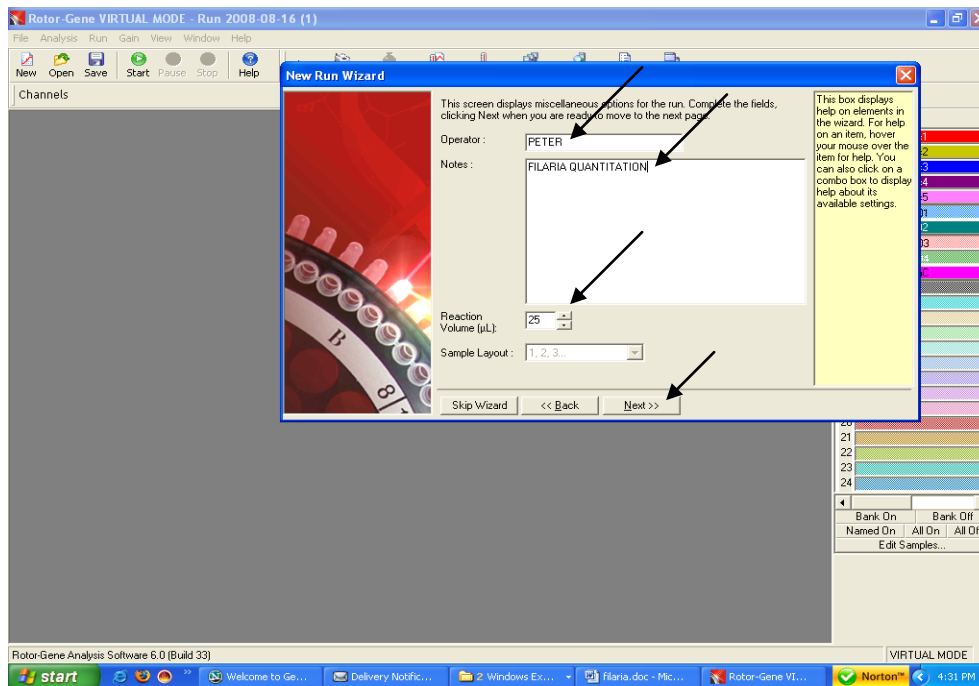 Rotor-Gene VIRTUAL MODE - Run 2008-08-16 (1)
File Analysis Run Gain View Window Help
New Open Save Start Pause Stop Help
Channels
New Run Wizard
This screen displays miscellaneous options for the run. Complete the fields,
clicking Next when you are ready to move to the next page.
Operator :
PETER
Notes :
FILARIA QUANTITATION
Reaction
Volume (µL):
25
Sample Layout :
1, 2, 3...
Skip Wizard
<< Back
Next >>
This box displays
help on elements in
the wizard. For help
on an item, hover
your mouse over the
item for help. You
can also click on a
combo box to display
help about its
available settings.
B
8
21
22
23
24
Bank On Bank Off
Named On All On All Of
Edit Samples...
Rotor-Gene Analysis Software 6.0 (Build 33)
VIRTUAL MODE
start
Welcome to Ge...
Delivery Notific...
2 Windows Ex...
filaria.doc - Mic...
Rotor-Gene VI...
Norton™
4:31 PM